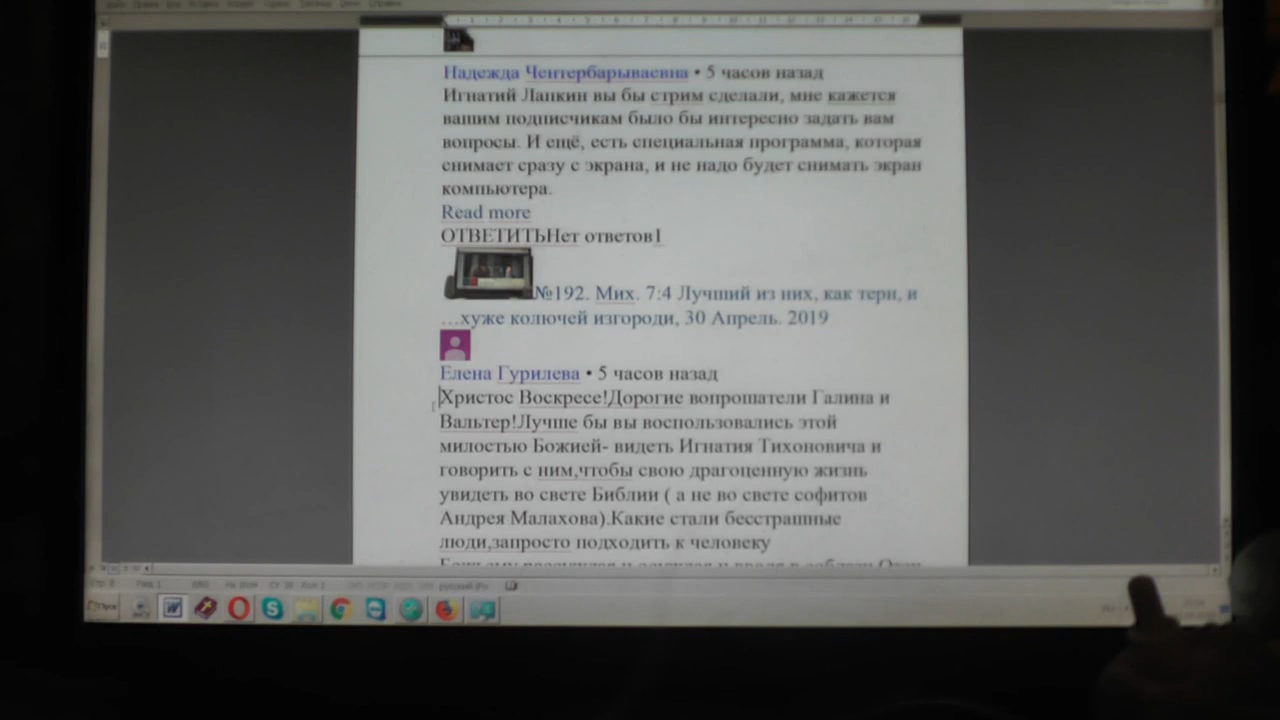 Надежда Чентербарываевна • 5 часов назад
Игнатий Лапкин вы бы стрим сделали, мне кажется
вашим подписчикам было бы интересно задать вам
вопросы. И ещё, есть специальная программа, которая
снимает сразу с экрана, и не надо будет снимать экран
компьютера.
Read more
ОТВЕТИТЬНет ответов1
№192. Мих. 7:4 Лучший из них, как терн, и
…хуже колючей изгороди, 30 Апрель. 2019
Елена Гурилева • 5 часов назад
Христос Воскресе!Дорогие вопрошатели Галина и
Вальтер!Лучше бы вы воспользовались этой
милостью Божией- видеть Игнатия Тихоновича и
говорить с ним,чтобы свою драгоценную жизнь
увидеть во свете Библии ( а не во свете софитов
Андрея Малахова).Какие стали бесстрашные
люди,запросто подходить к человеку